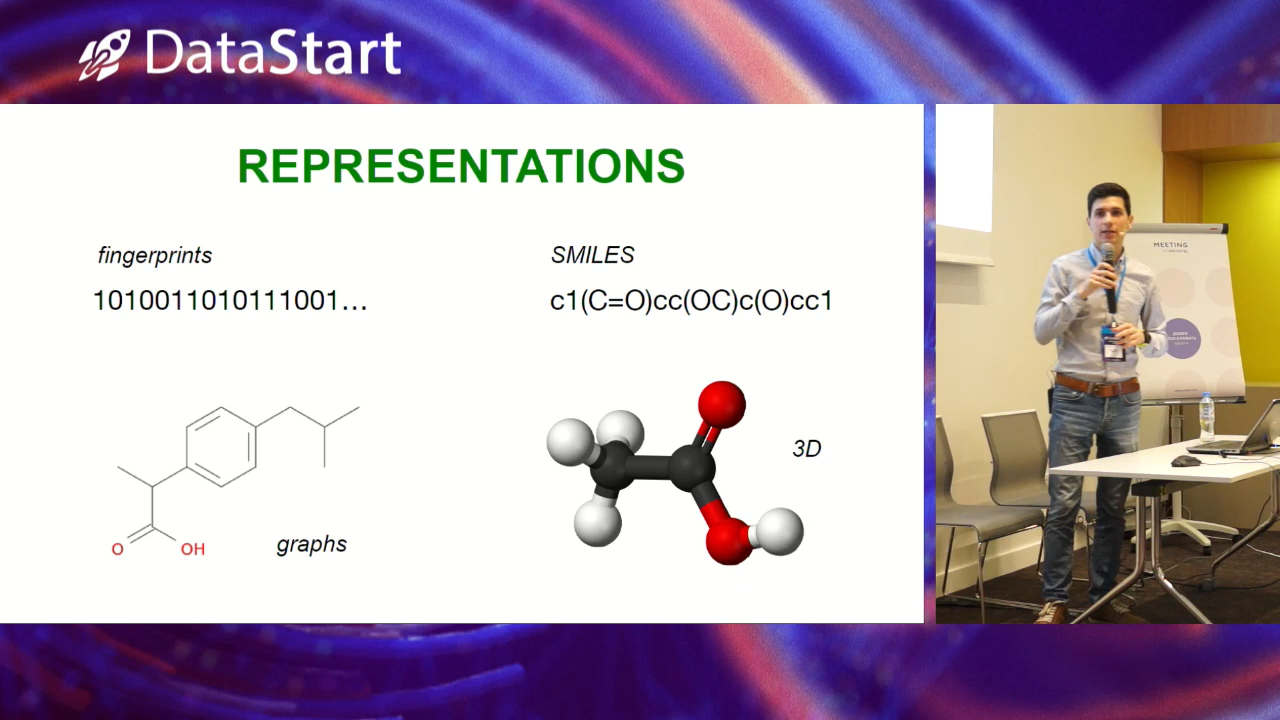 DataStart
REPRESENTATIONS
fingerprints
1010011010111001…
SMILES
c1(C=O)cc(OC)c(O)cc1
3D
O
OH
graphs
MEETING